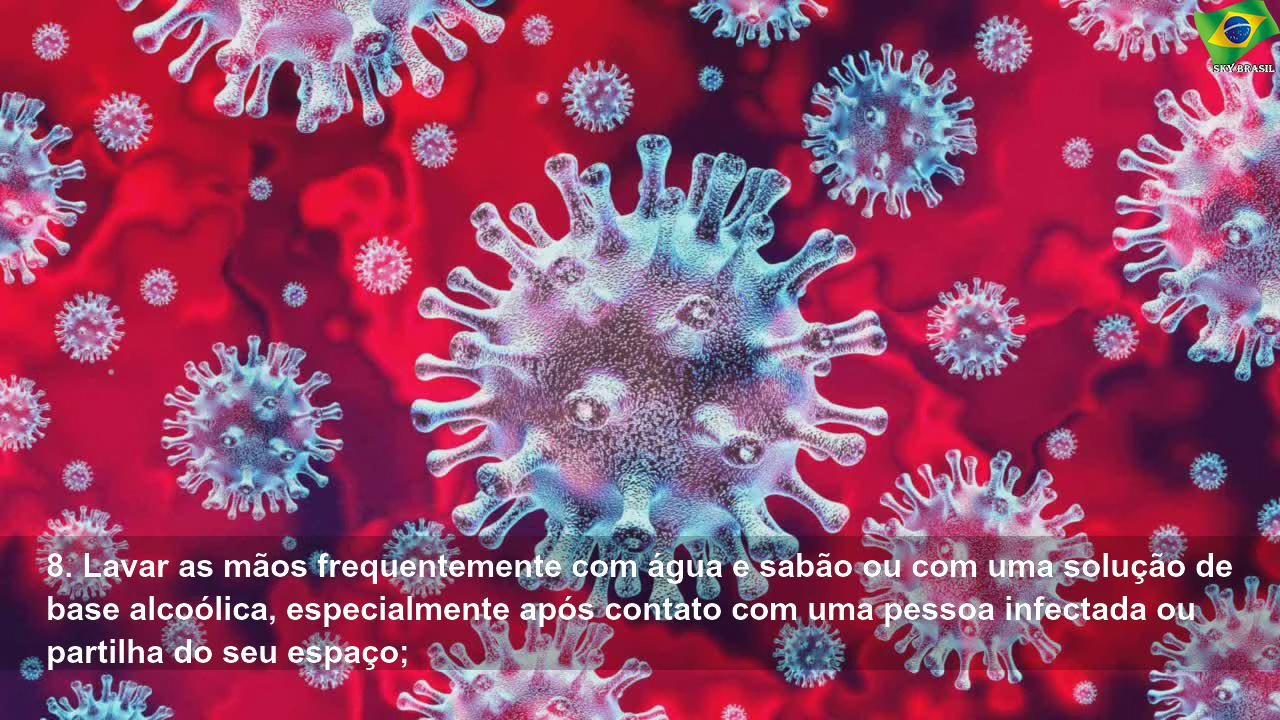 SKY BRASIL
8. Lavar as mãos frequentemente com água e sabão ou com uma solução de
base alcoólica, especialmente após contato com uma pessoa infectada ou
partilha do seu espaço;